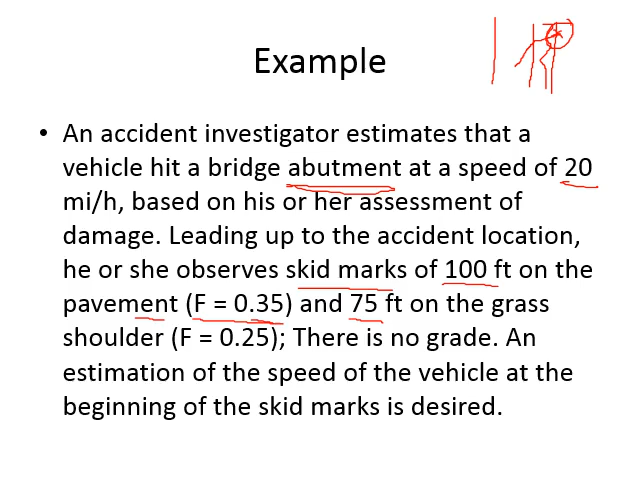 Example
• An accident investigator estimates that a
vehicle hit a bridge abutment at a speed of 20
mi/h, based on his or her assessment of
damage. Leading up to the accident location,
he or she observes skid marks of 100 ft on the
pavement (F = 0.35) and 75 ft on the grass
shoulder (F = 0.25); There is no grade. An
estimation of the speed of the vehicle at the
beginning of the skid marks is desired.